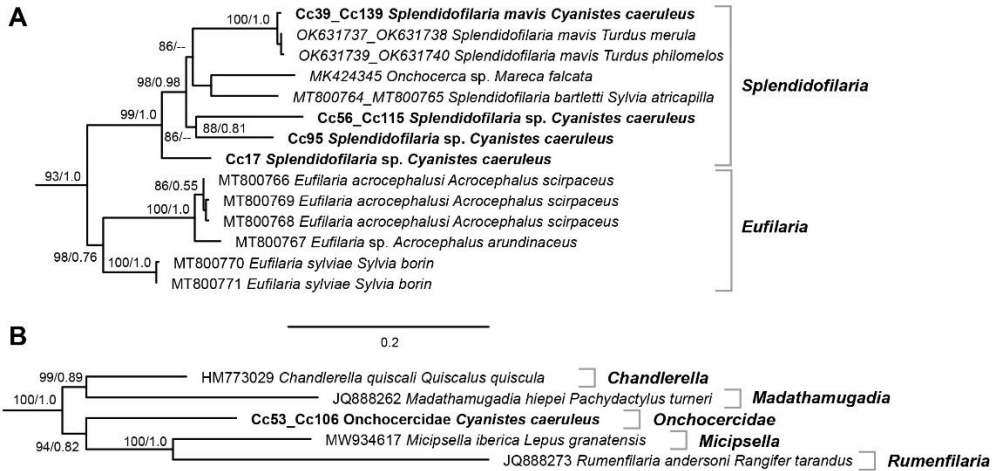 A
100/1.0
Cc39_Cc139 Splendidofilaria mavis Cyanistes caeruleus
86/--
OK631737_OK631738 Splendidofilaria mavis Turdus merula
OK631739_OK631740 Splendidofilaria mavis Turdus philomelos
98/0.98
MK424345 Onchocerca sp. Mareca falcata
Splendidofilaria
MT800764_MT800765 Splendidofilaria bartletti Sylvia atricapilla
99/1.0
Cc56_Cc115 Splendidofilaria sp. Cyanistes caeruleus
86/--
88/0.81
Cc95 Splendidofilaria sp. Cyanistes caeruleus
Cc17 Splendidofilaria sp. Cyanistes caeruleus
93/1.0
86/0.55
MT800766 Eufilaria acrocephalusi Acrocephalus scirpaceus
MT800769 Eufilaria acrocephalusi Acrocephalus scirpaceus
100/1.0
MT800768 Eufilaria acrocephalusi Acrocephalus scirpaceus
Eufilaria
MT800767 Eufilaria sp. Acrocephalus arundinaceus
98/0.76
100/1.0
MT800770 Eufilaria sylviae Sylvia borin
MT800771 Eufilaria sylviae Sylvia borin
0.2
B
99/0.89
HM773029 Chandlerella quiscali Quiscalus quiscula
Chandlerella
100/1.0
JQ888262 Madathamugadia hiepei Pachydactylus turneri
Madathamugadia
Cc53_Cc106 Onchocercidae Cyanistes caeruleus
Onchocercidae
94/0.82
100/1.0
MW934617 Micipsella iberica Lepus granatensis
Micipsella
JQ888273 Rumenfilaria andersoni Rangifer tarandus
Rumenfilaria